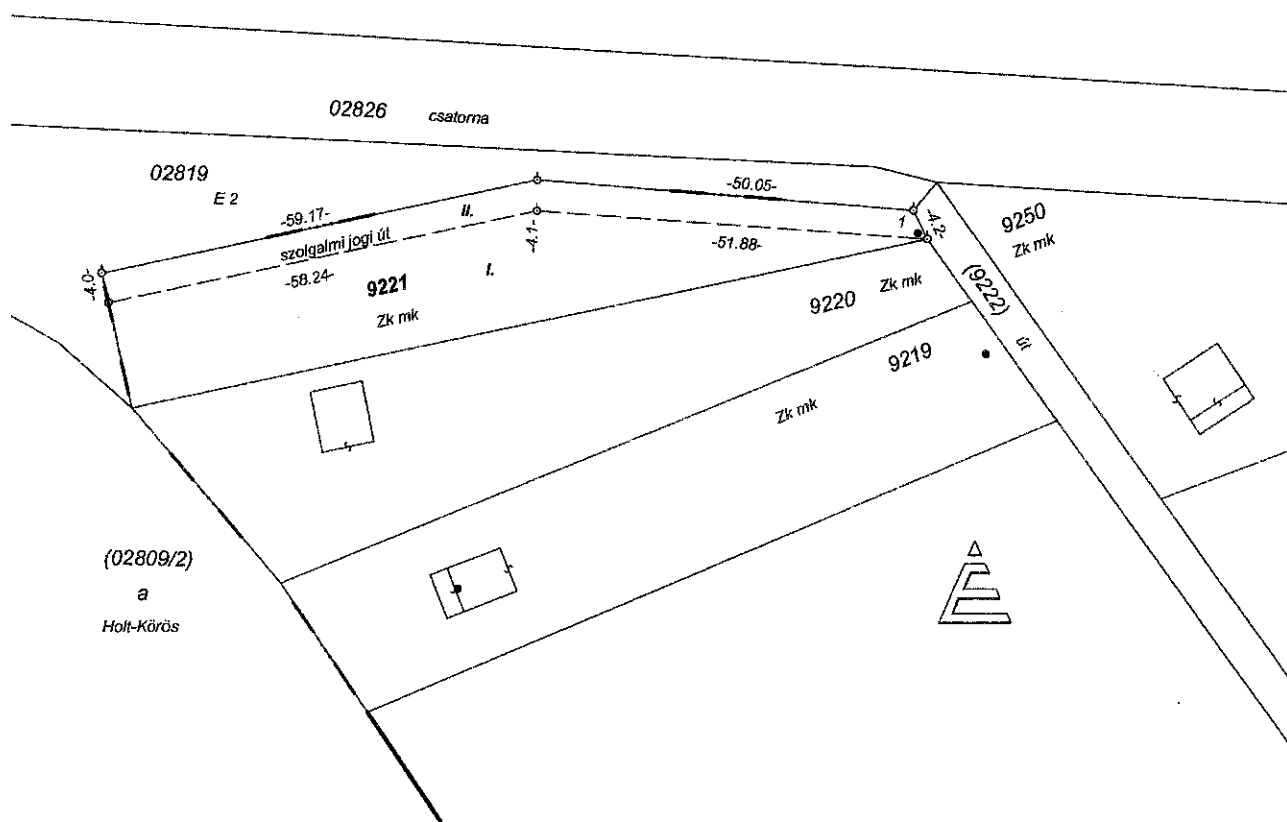 02826 csatorna
02819
E 2
-59.17-
II.
-50.05-
szolgalmi jogi út
-4.0-
-58.24-
-4.1-
I.
-51.88-
1
-4.2-
9250
Zk mk
9221
Zk mk
9220 Zk mk
(9222)
út
9219
Zk mk
(02809/2)
a
Holt-Körös